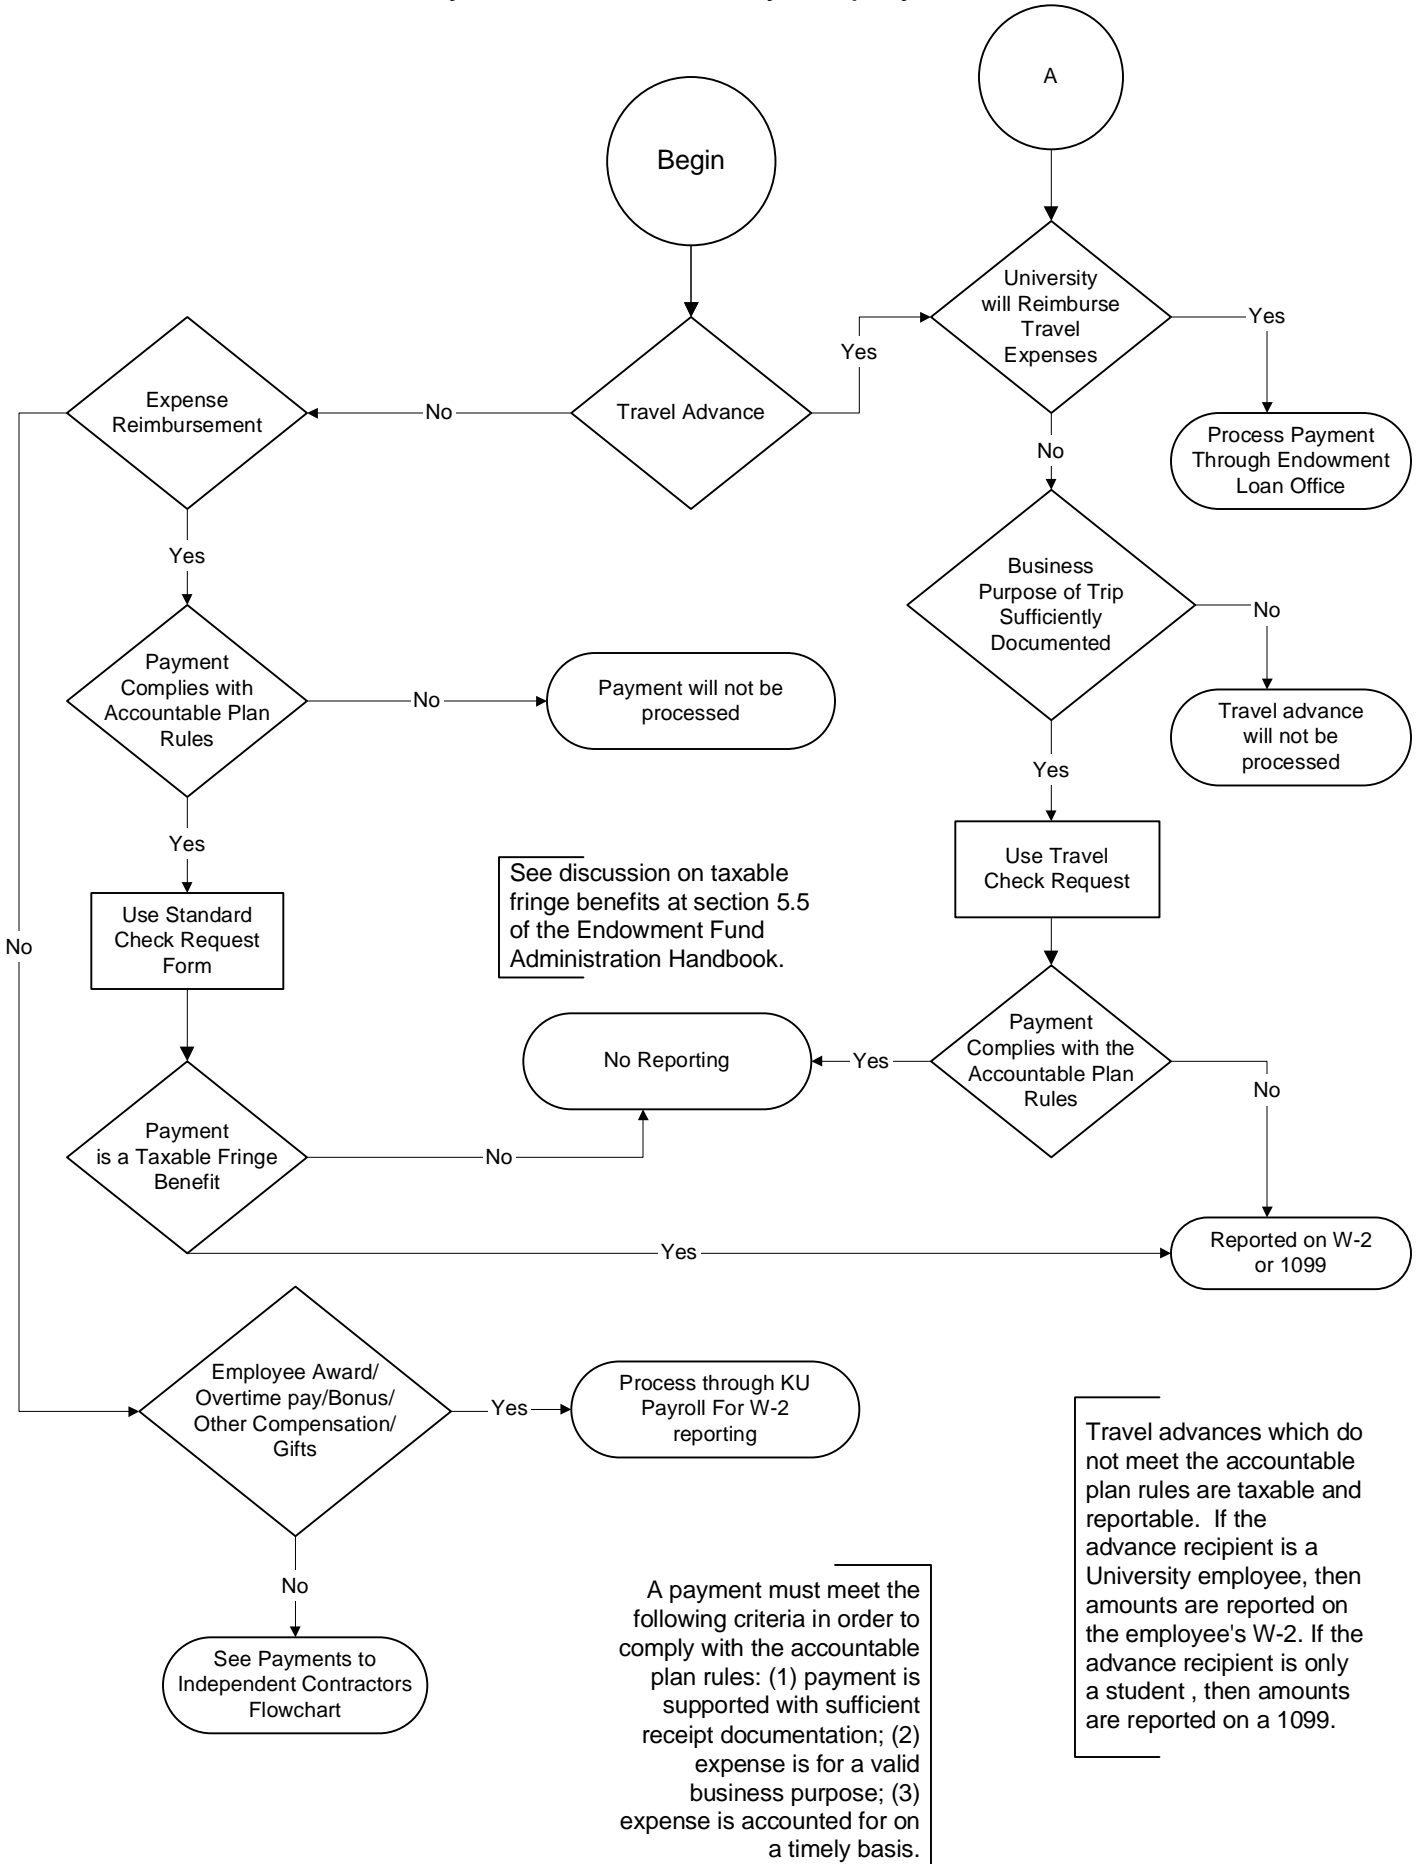 A
Begin
University
will Reimburse
Travel
Expenses
Yes
Yes
Expense
Reimbursement
No
Travel Advance
Process Payment
Through Endowment
Loan Office
No
Yes
Business
Purpose of Trip
Sufficiently
Documented
No
Payment
Complies with
Accountable Plan
Rules
No
Payment will not be
processed
Travel advance
will not be
processed
Yes
Yes
See discussion on taxable
fringe benefits at section 5.5
of the Endowment Fund
Administration Handbook.
Use Travel
Check Request
Use Standard
Check Request
Form
No
Payment
Complies with the
Accountable Plan
Rules
Yes
No Reporting
No
Payment
is a Taxable Fringe
Benefit
No
Yes
Reported on W-2
or 1099
Employee Award/
Overtime pay/Bonus/
Other Compensation/
Gifts
Yes
Process through KU
Payroll For W-2
reporting
No
See Payments to
Independent Contractors
Flowchart
A payment must meet the
following criteria in order to
comply with the accountable
plan rules: (1) payment is
supported with sufficient
receipt documentation; (2)
expense is for a valid
business purpose; (3)
expense is accounted for on
a timely basis.
Travel advances which do
not meet the accountable
plan rules are taxable and
reportable.  If the
advance recipient is a
University employee, then
amounts are reported on
the employee's W-2. If the
advance recipient is only
a student , then amounts
are reported on a 1099.